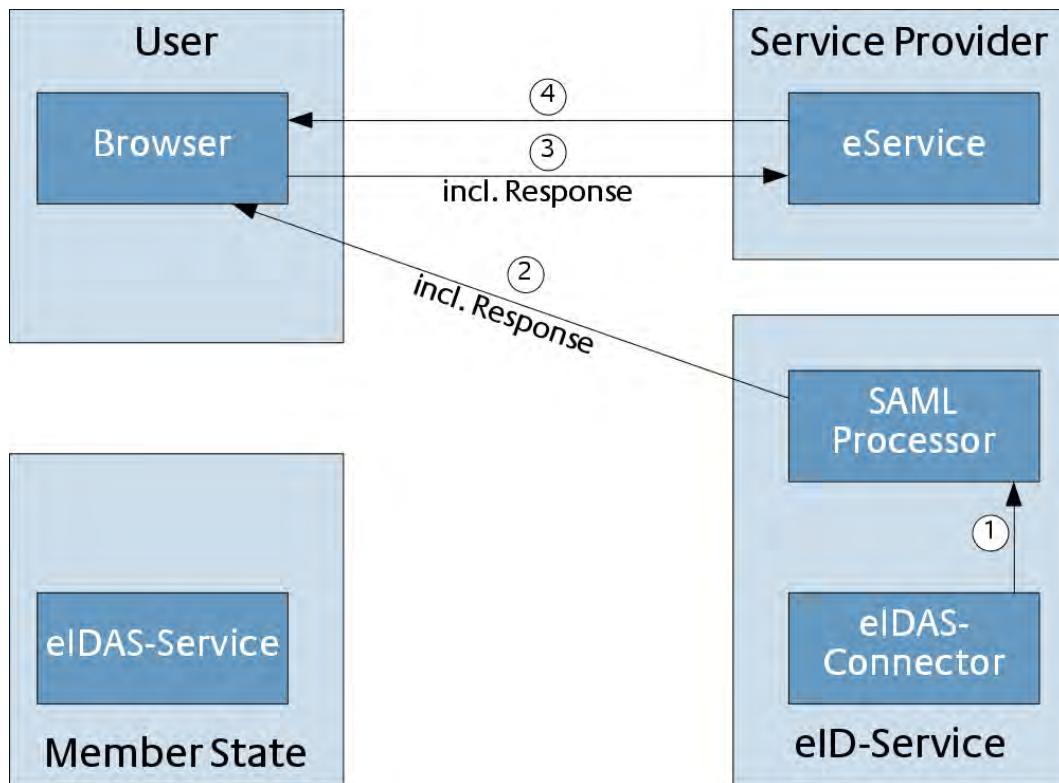 User
Browser
Service Provider
eService
4
3
incl. Response
2
incl. Response
SAML
Processor
1
eIDAS-Service
Member State
eIDAS-
Connector
eID-Service